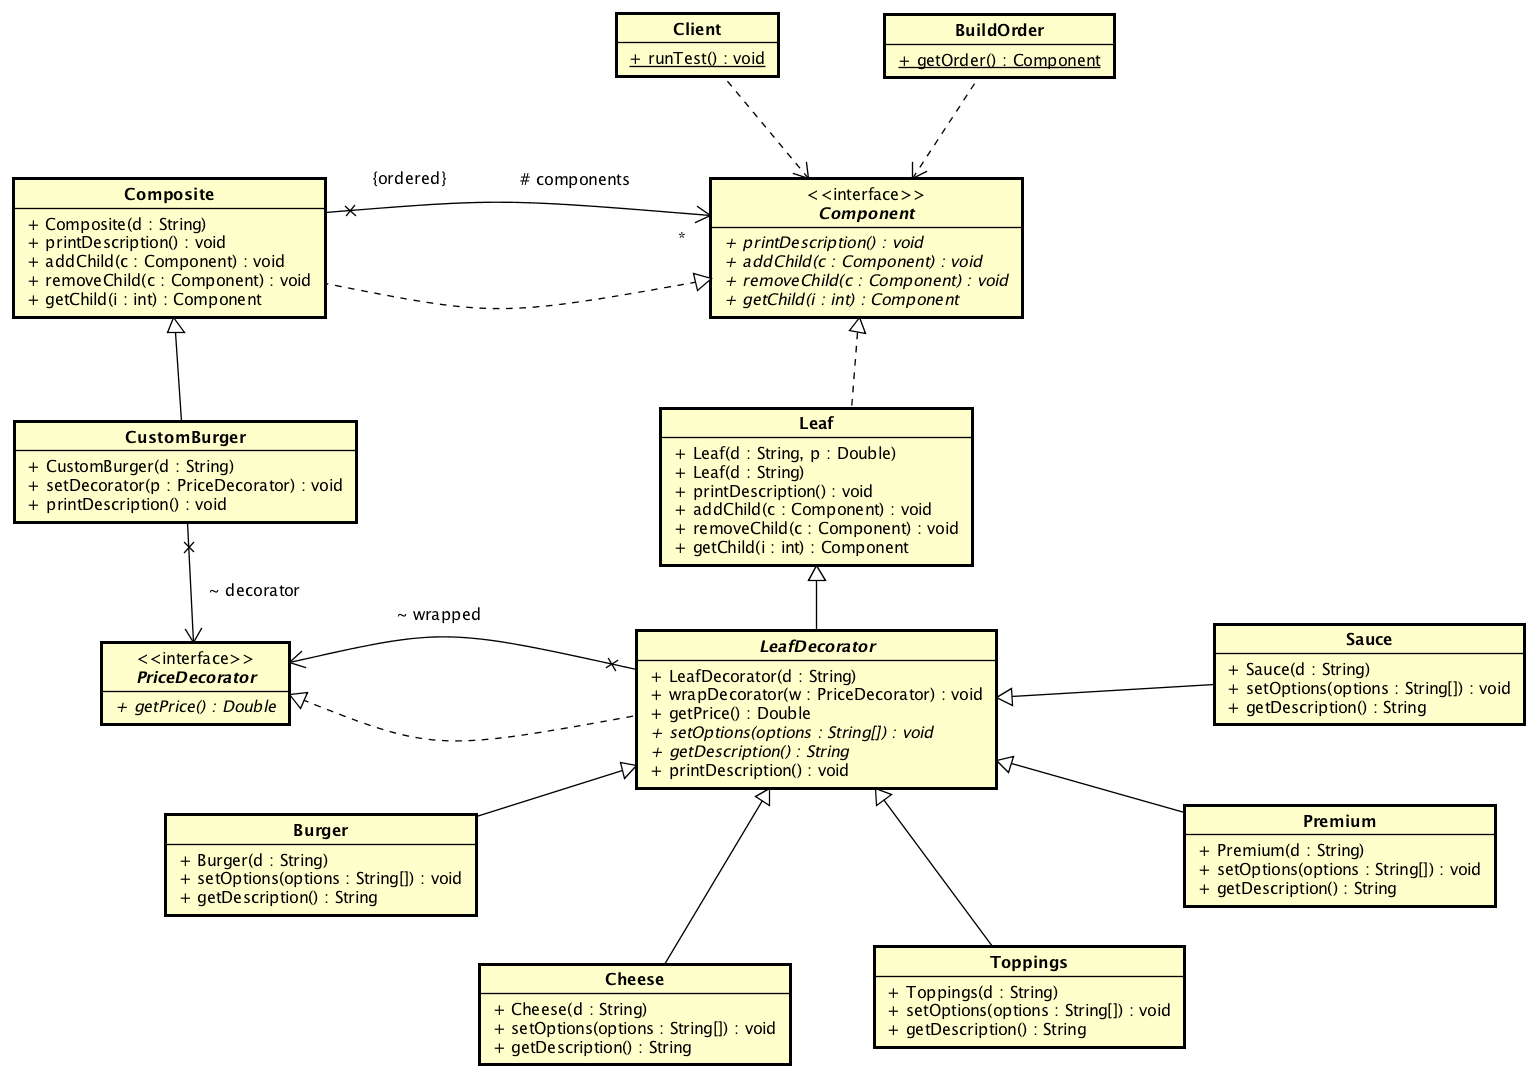 Client
+ runTest() : void
BuildOrder
+ getOrder() : Component
{ordered}
# components
*
Composite
+ Composite(d : String)
+ printDescription() : void
+ addChild(c : Component) : void
+ removeChild(c : Component) : void
+ getChild(i : int) : Component
<<interface>>
Component
+ printDescription() : void
+ addChild(c : Component) : void
+ removeChild(c : Component) : void
+ getChild(i : int) : Component
CustomBurger
+ CustomBurger(d : String)
+ setDecorator(p : PriceDecorator) : void
+ printDescription() : void
Leaf
+ Leaf(d : String, p : Double)
+ Leaf(d : String)
+ printDescription() : void
+ addChild(c : Component) : void
+ removeChild(c : Component) : void
+ getChild(i : int) : Component
~ decorator
~ wrapped
<<interface>>
PriceDecorator
+ getPrice() : Double
LeafDecorator
+ LeafDecorator(d : String)
+ wrapDecorator(w : PriceDecorator) : void
+ getPrice() : Double
+ setOptions(options : String[]) : void
+ getDescription() : String
+ printDescription() : void
Sauce
+ Sauce(d : String)
+ setOptions(options : String[]) : void
+ getDescription() : String
Burger
+ Burger(d : String)
+ setOptions(options : String[]) : void
+ getDescription() : String
Premium
+ Premium(d : String)
+ setOptions(options : String[]) : void
+ getDescription() : String
Cheese
+ Cheese(d : String)
+ setOptions(options : String[]) : void
+ getDescription() : String
Toppings
+ Toppings(d : String)
+ setOptions(options : String[]) : void
+ getDescription() : String